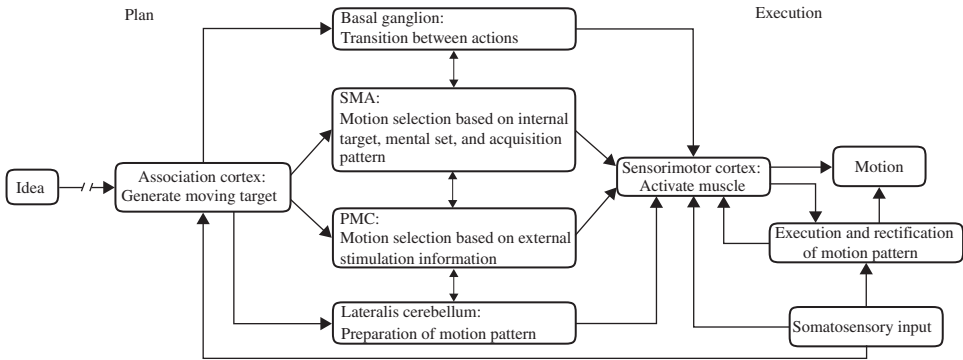 Plan
Execution
Basal ganglion:
Transition between actions
SMA:
Motion selection based on internal
target, mental set, and acquisition
pattern
Idea
Association cortex:
Generate moving target
Sensorimotor cortex:
Activate muscle
Motion
PMC:
Motion selection based on external
stimulation information
Execution and rectification
of motion pattern
Lateralis cerebellum:
Preparation of motion pattern
Somatosensory input